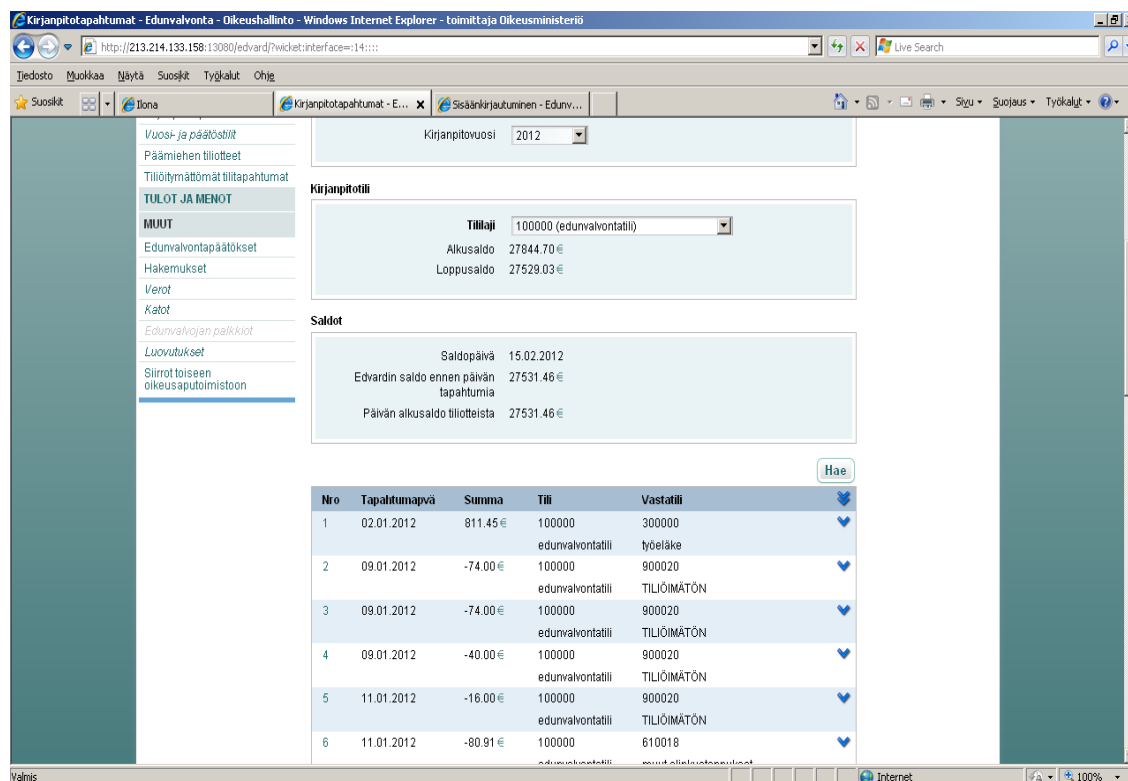 Kirjanpitotapahtumat - Edunvalvonta - Oikeushallinto - Windows Internet Explorer - toimittaja Oikeusministeriö
http://213.214.133.158:13080/edvard/?wicket:interface=:14::::
Live Search
Tiedosto Muokkaa Näytä Suosikit Työkalut Ohje
Suosikit Ilona Kirjanpitotapahtumat - E... Sisäänkirjautuminen - Edunv... Sivu Suojaus Työkalut
Vuosi- ja päätöstilit
Päämiehen tiliotteet
Tiliöitymättömät tilitapahtumat
TULOT JA MENOT
MUUT
Edunvalvontapäätökset
Hakemukset
Verot
Katot
Edunvalvojan palkkiot
Luovutukset
Siirrot toiseen
oikeusaputoimistoon
Kirjanpitovuosi 2012
Kirjanpitotili
Tililaji 100000 (edunvalvontatili)
Alkusaldo 27844.70 €
Loppusaldo 27529.03 €
Saldot
Saldopäivä 15.02.2012
Edvardin saldo ennen päivän 27531.46 €
tapahtumia
Päivän alkusaldo tiliotteista 27531.46 €
Hae
Nro Tapahtumapvä Summa Tili Vastatili
1 02.01.2012 811.45 € 100000 300000
edunvalvontatili työeläke
2 09.01.2012 -74.00 € 100000 900020
edunvalvontatili TILIÖIMÄTÖN
3 09.01.2012 -74.00 € 100000 900020
edunvalvontatili TILIÖIMÄTÖN
4 09.01.2012 -40.00 € 100000 900020
edunvalvontatili TILIÖIMÄTÖN
5 11.01.2012 -16.00 € 100000 900020
edunvalvontatili TILIÖIMÄTÖN
6 11.01.2012 -80.91 € 100000 610018
edunvalvontatili muut elinkustannukset
Valmis Internet 100%